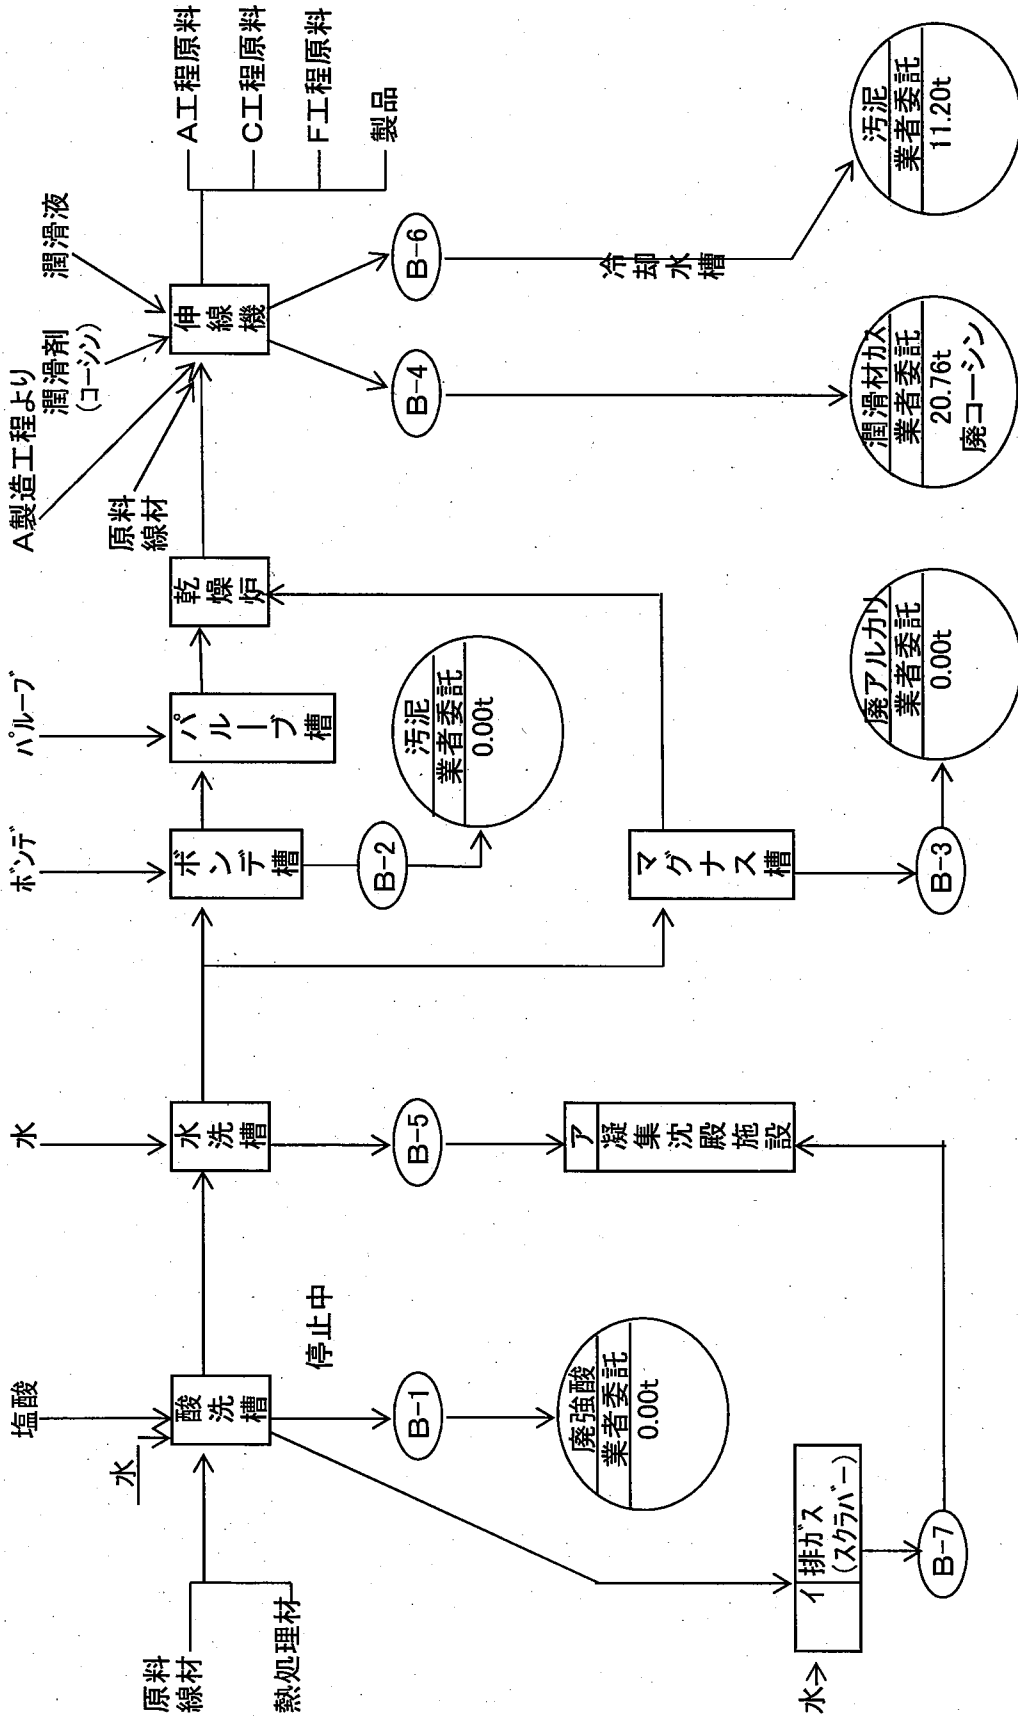 原料
線材
熱処理材
塩酸
水
酸洗槽
停止中
B-1
廃強酸
業者委託
0.00t
水→
イ
排ガス
(スクラバー)
B-7
水
水洗槽
B-5
ア
凝集沈殿施設
ボンデ
ボンデ槽
B-2
汚泥
業者委託
0.00t
パルーブ
パルーブ槽
マグナス槽
B-3
廃アルカリ
業者委託
0.00t
乾燥炉
原料
線材
A製造工程より
潤滑剤
(コーシン)
潤滑液
伸線機
B-4
潤滑材カス
業者委託
20.76t
廃コーシン
B-6
冷却水槽
汚泥
業者委託
11.20t
A工程原料
C工程原料
F工程原料
製品